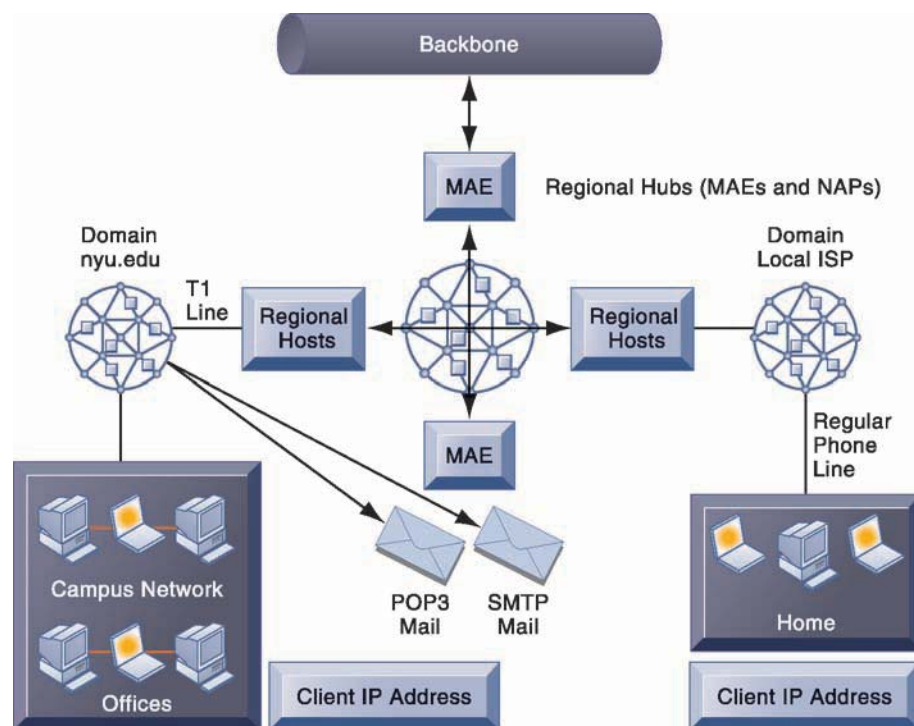 Backbone
MAE
Regional Hubs (MAEs and NAPs)
Domain
nyu.edu
Domain
Local ISP
T1
Line
Regional
Hosts
Regional
Hosts
MAE
Regular
Phone
Line
Campus Network
Offices
POP3
Mail
SMTP
Mail
Home
Client IP Address
Client IP Address